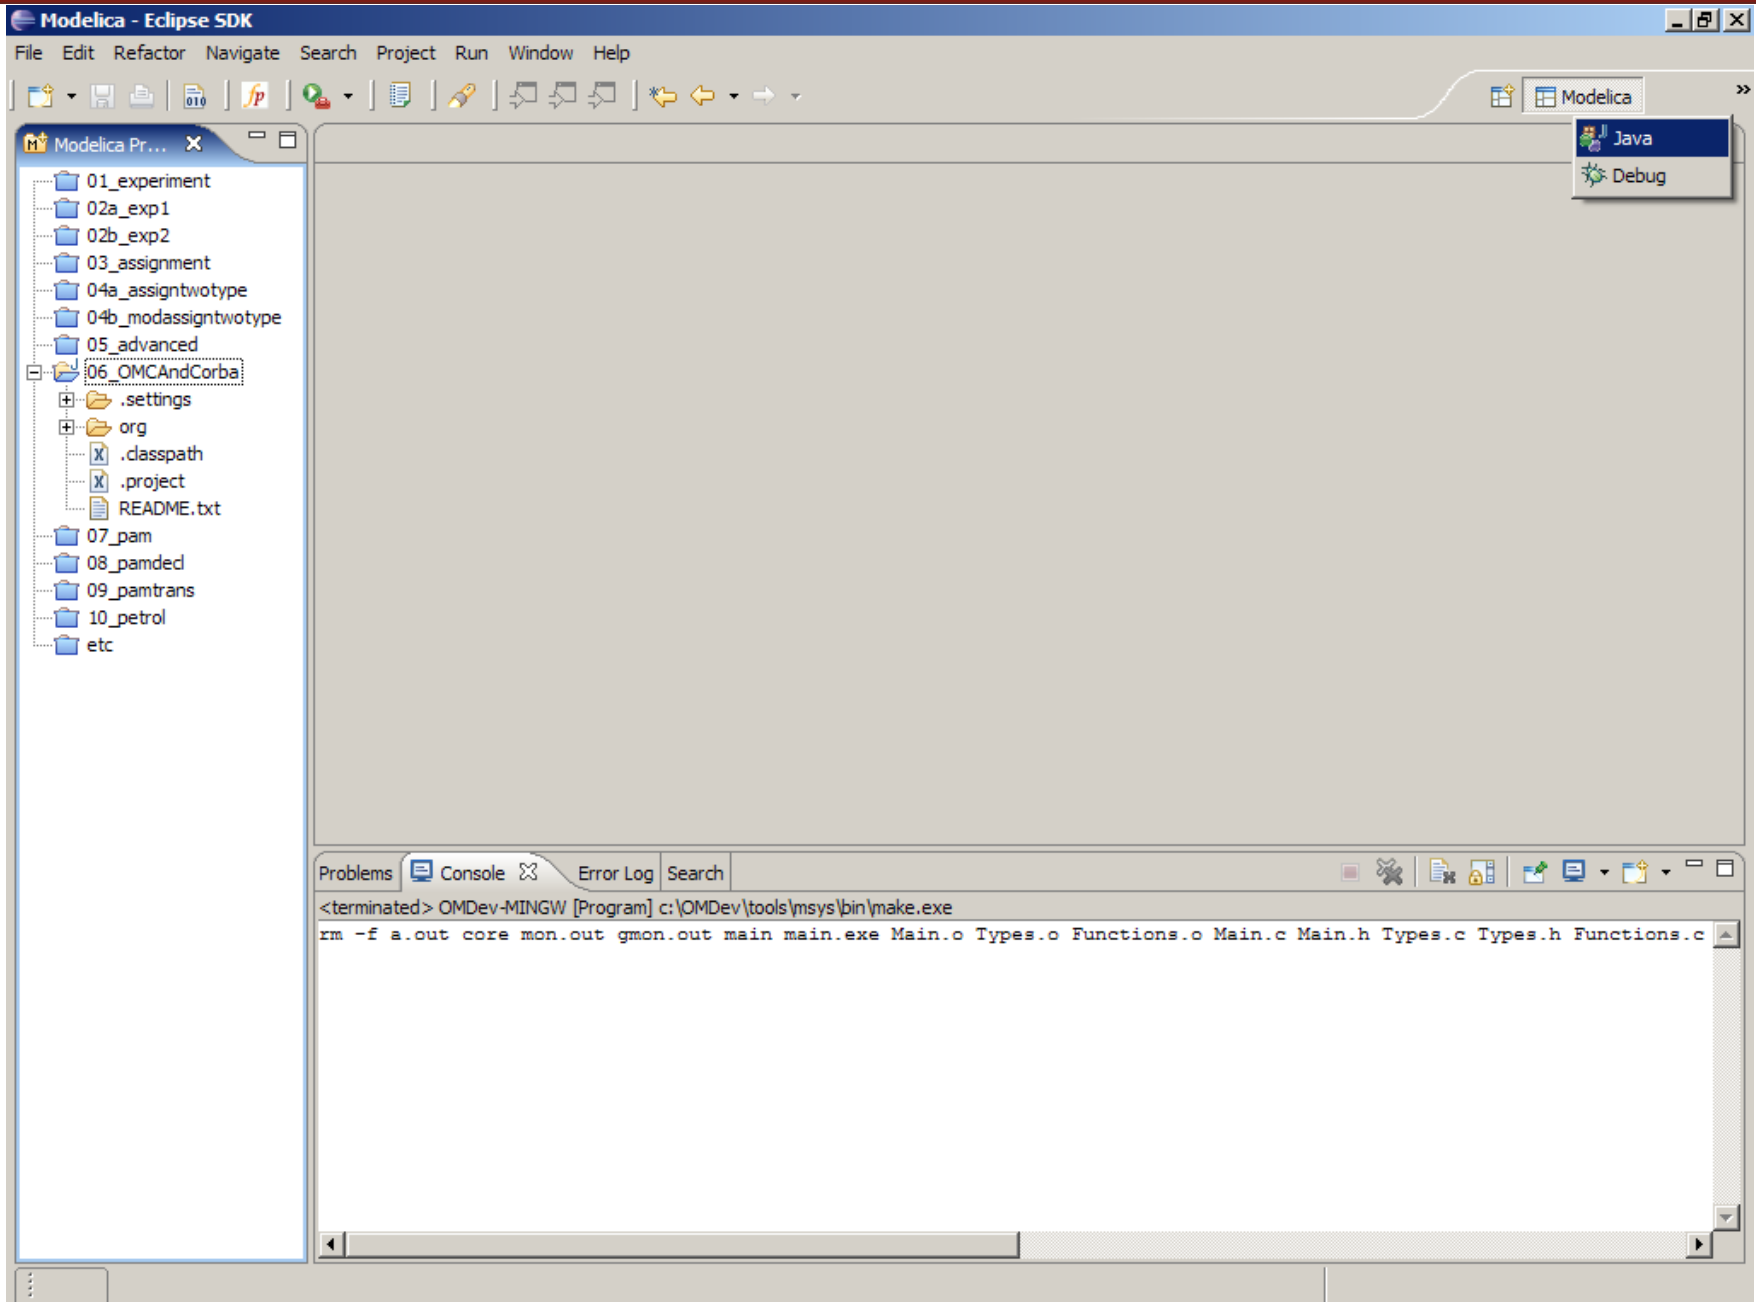 Modelica - Eclipse SDK
File Edit Refactor Navigate Search Project Run Window Help
010 fp Modelica »
Modelica Pr...
Java
Debug
01_experiment
02a_exp1
02b_exp2
03_assignment
04a_assigntwotype
04b_modassigntwotype
05_advanced
06_OMCAndCorba
.settings
org
.classpath
.project
README.txt
07_pam
08_pamdecl
09_pamtrans
10_petrol
etc
Problems Console Error Log Search
<terminated> OMDev-MINGW [Program] c:\OMDev\tools\msys\bin\make.exe
rm -f a.out core mon.out gmon.out main main.exe Main.o Types.o Functions.o Main.c Main.h Types.c Types.h Functions.c